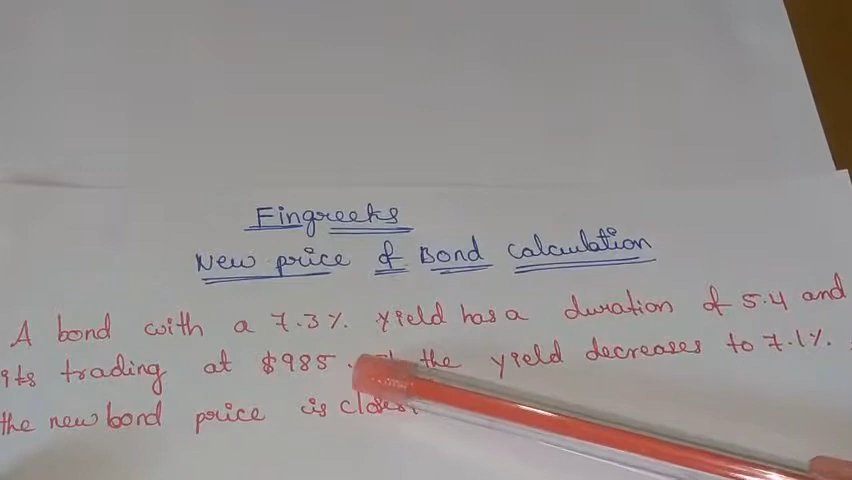 Fingreeks
New price of Bond calculation
A bond with a 7.3% yield has a duration of 5.4 and
its trading at $985. the yield decreases to 7.1%.
the new bond price is closest